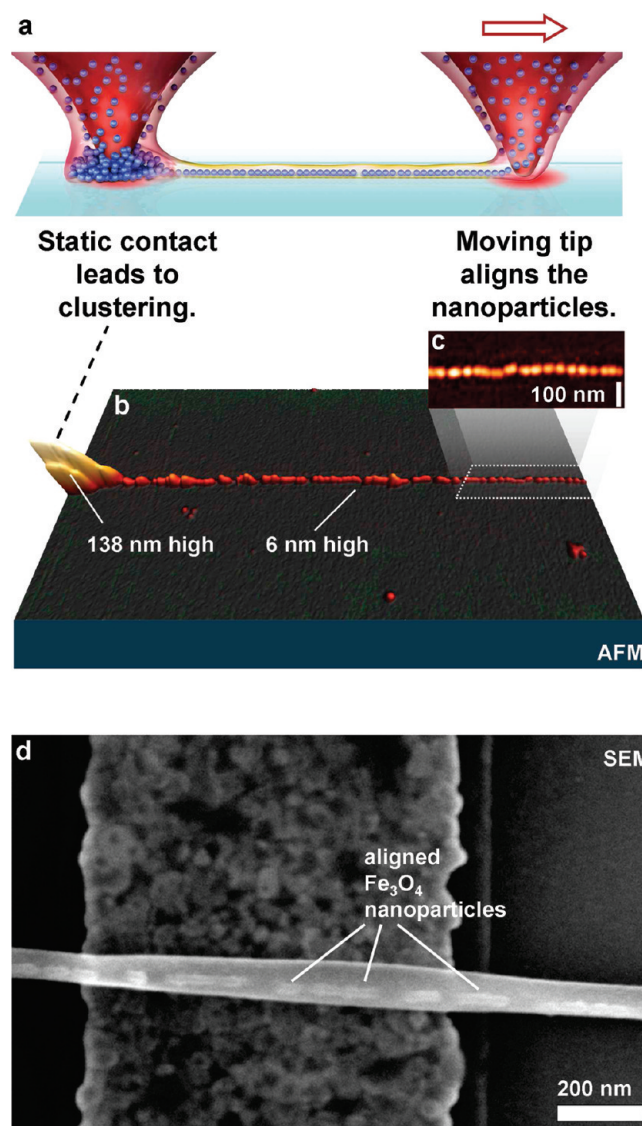 a
Static contact
leads to
clustering.
Moving tip
aligns the
nanoparticles.
c
100 nm
b
138 nm high
6 nm high
AFM
d
SEM
aligned
Fe₃O₄
nanoparticles
200 nm